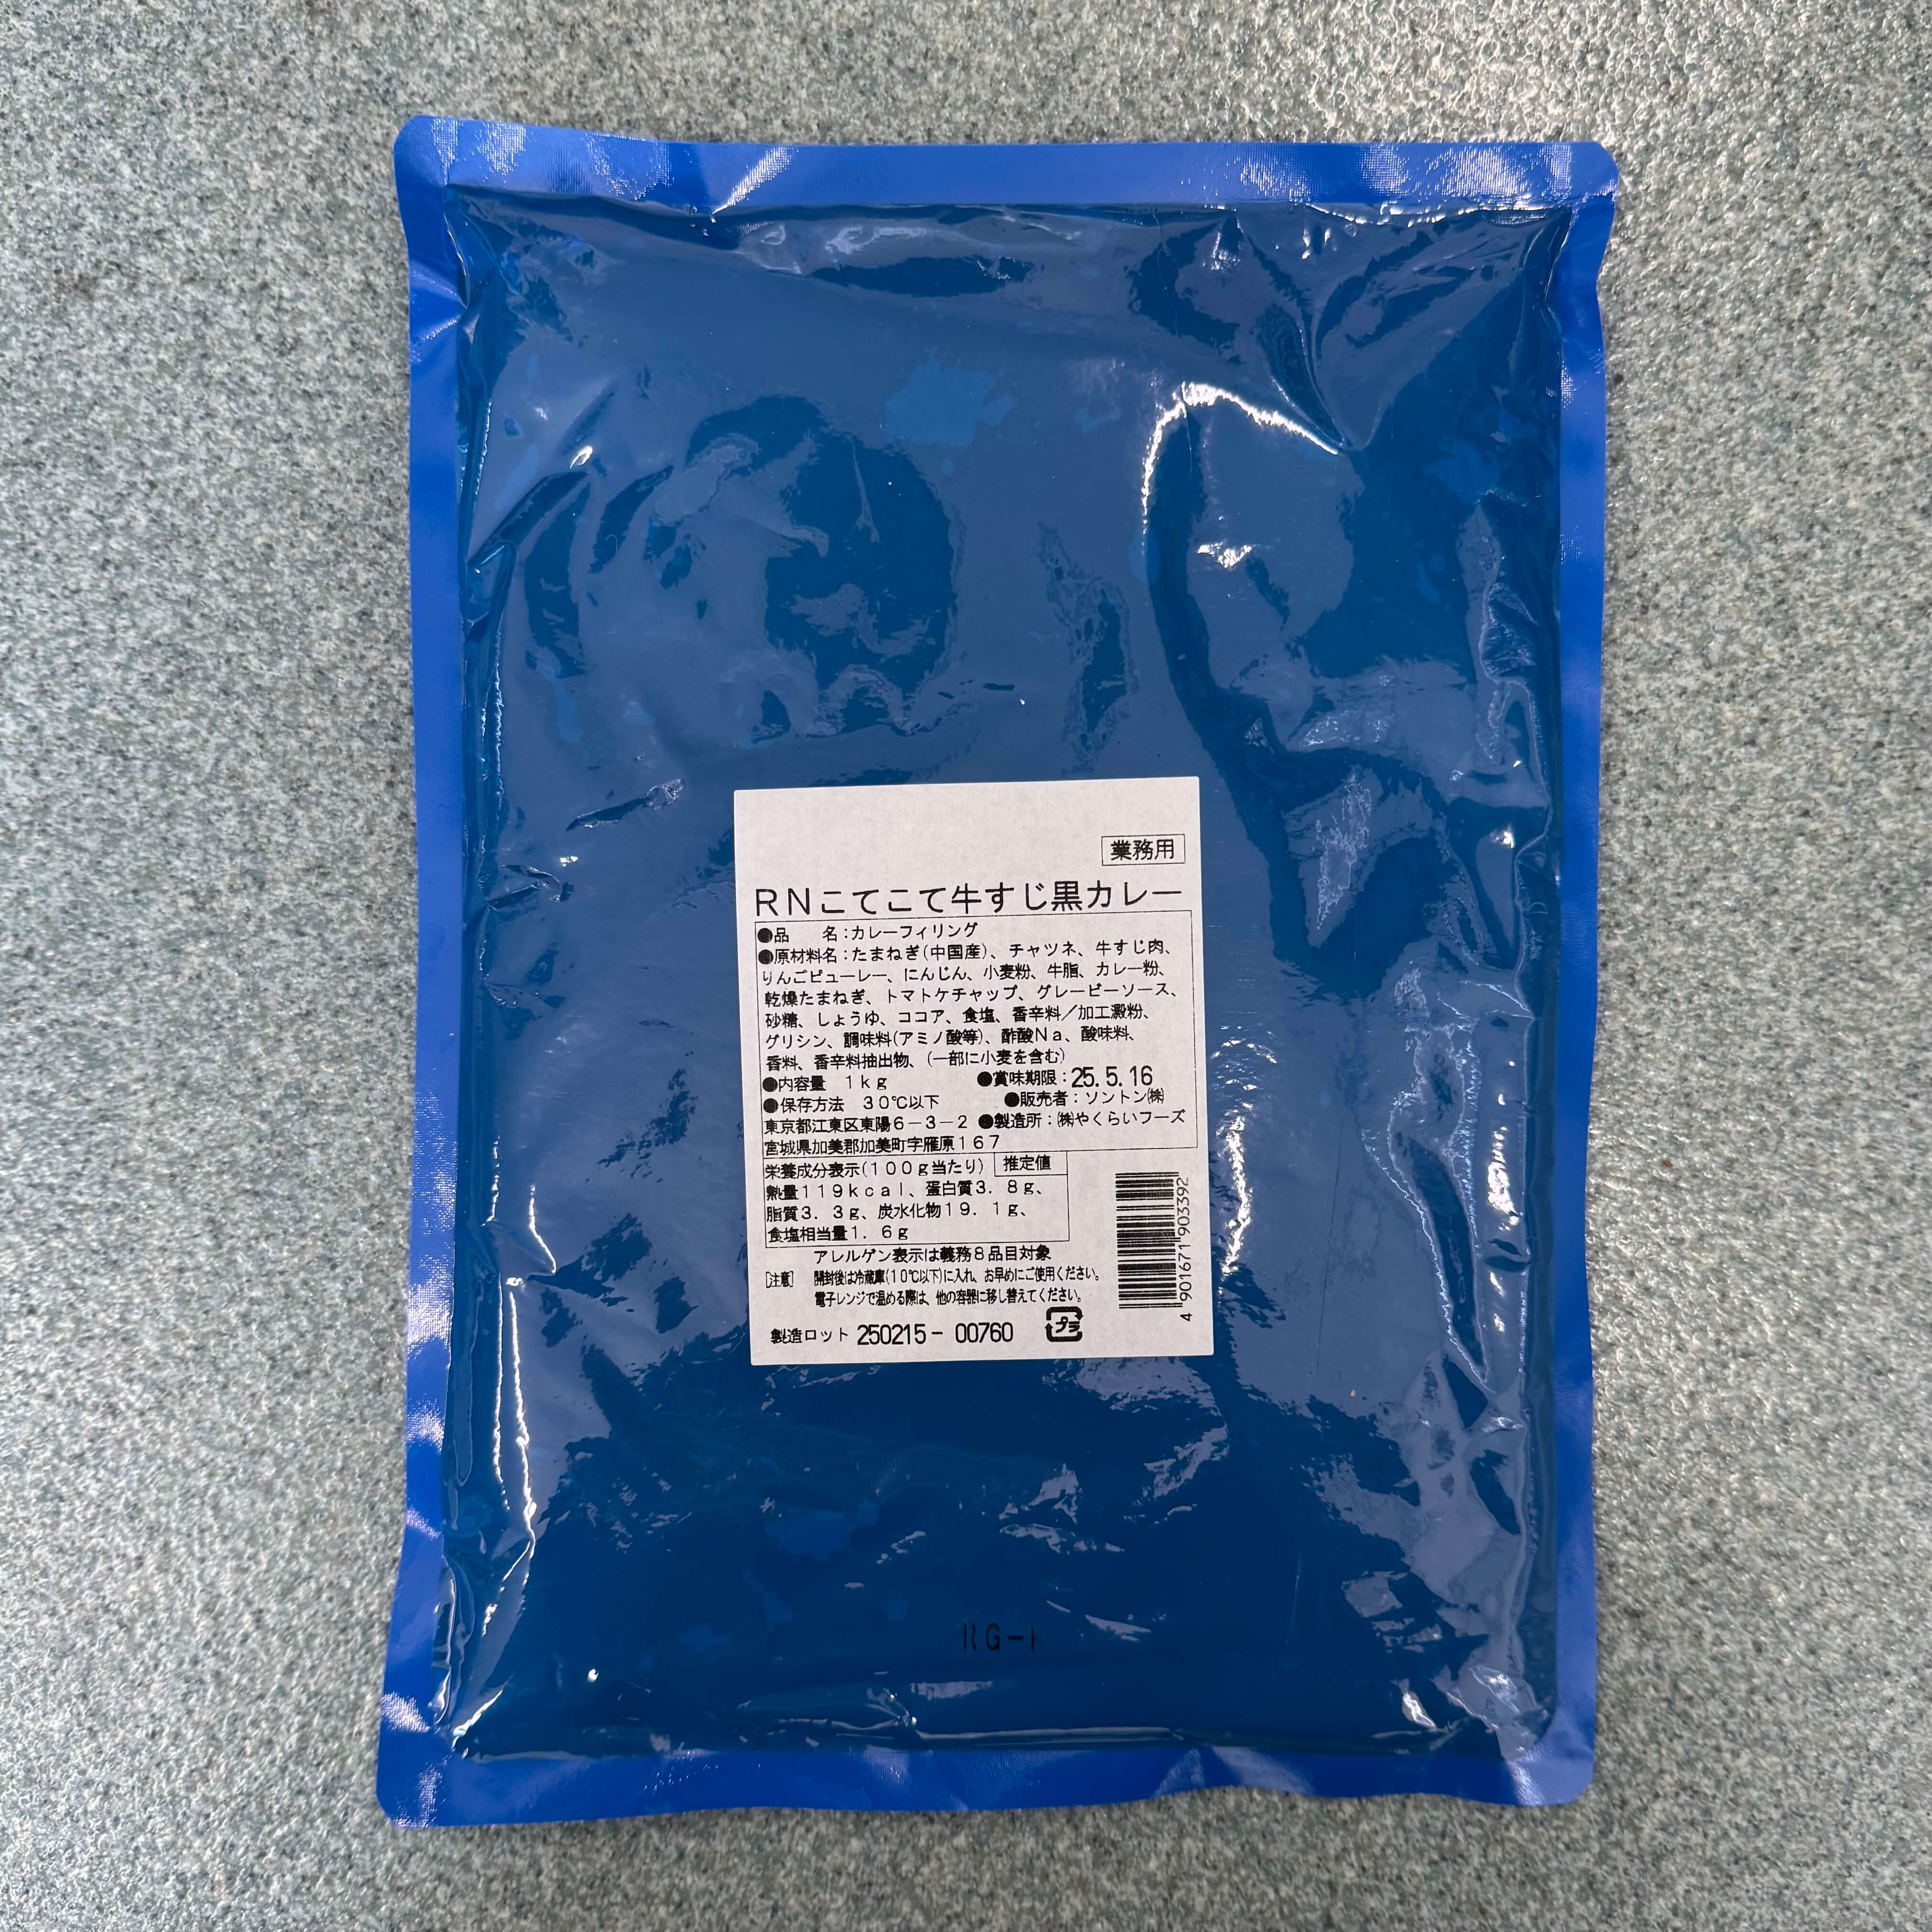 業務用
RNこてこて牛すじ黒カレー
●品 名:カレーフィリング
●原材料名:たまねぎ(中国産)、チャツネ、牛すじ肉、
りんごピューレー、にんじん、小麦粉、牛脂、カレー粉、
乾燥たまねぎ、トマトケチャップ、グレービーソース、
砂糖、しょうゆ、ココア、食塩、香辛料/加工澱粉、
グリシン、調味料(アミノ酸等)、酢酸Na、酸味料、
香料、香辛料抽出物、(一部に小麦を含む)
●内容量 1kg ●賞味期限:25.5.16
●保存方法 30℃以下 ●販売者:ソントン㈱
東京都江東区東陽6-3-2 ●製造所:㈱やくらいフーズ
宮城県加美郡加美町字雁原167
栄養成分表示(100g当たり) 推定値
熱量119kcal、蛋白質3.8g、
脂質3.3g、炭水化物19.1g、
食塩相当量1.6g
アレルゲン表示は義務8品目対象
[注意] 開封後は冷蔵庫(10℃以下)に入れ、お早めにご使用ください。
電子レンジで温める際は、他の容器に移し替えてください。
製造ロット 250215-00760 プラ
4901671903392